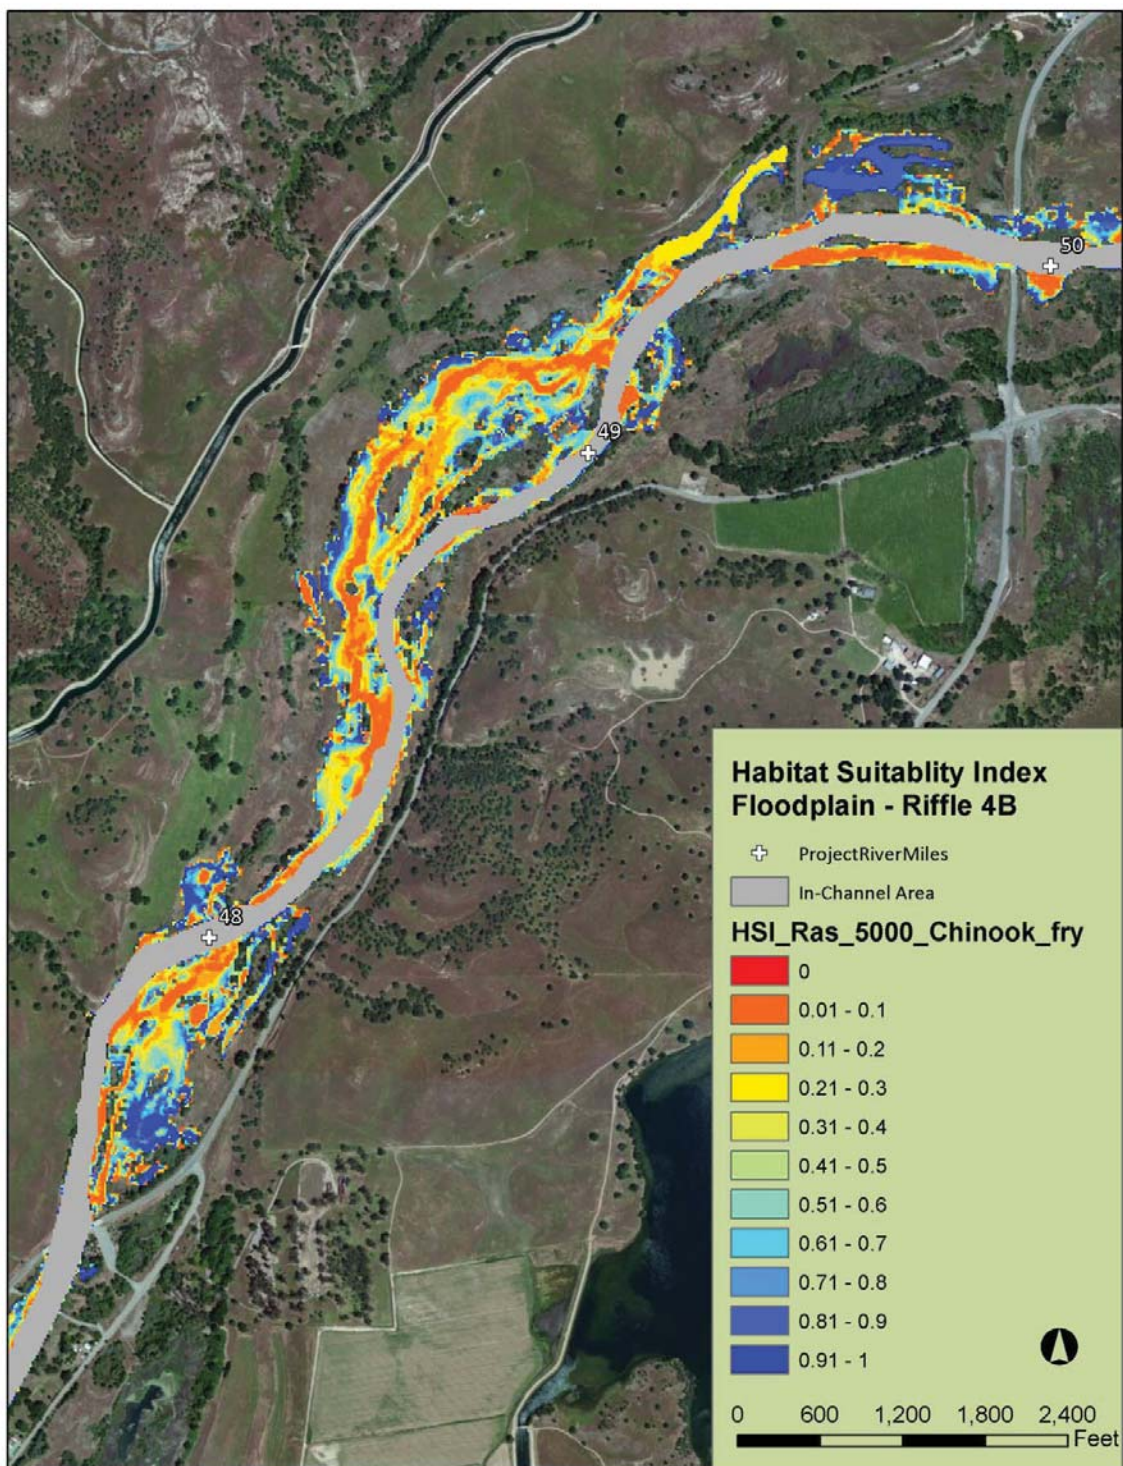 50
49
48
Habitat Suitablity Index
Floodplain - Riffle 4B
ProjectRiverMiles
In-Channel Area
HSI_Ras_5000_Chinook_fry
0
0.01 - 0.1
0.11 - 0.2
0.21 - 0.3
0.31 - 0.4
0.41 - 0.5
0.51 - 0.6
0.61 - 0.7
0.71 - 0.8
0.81 - 0.9
0.91 - 1
0 600 1,200 1,800 2,400
Feet